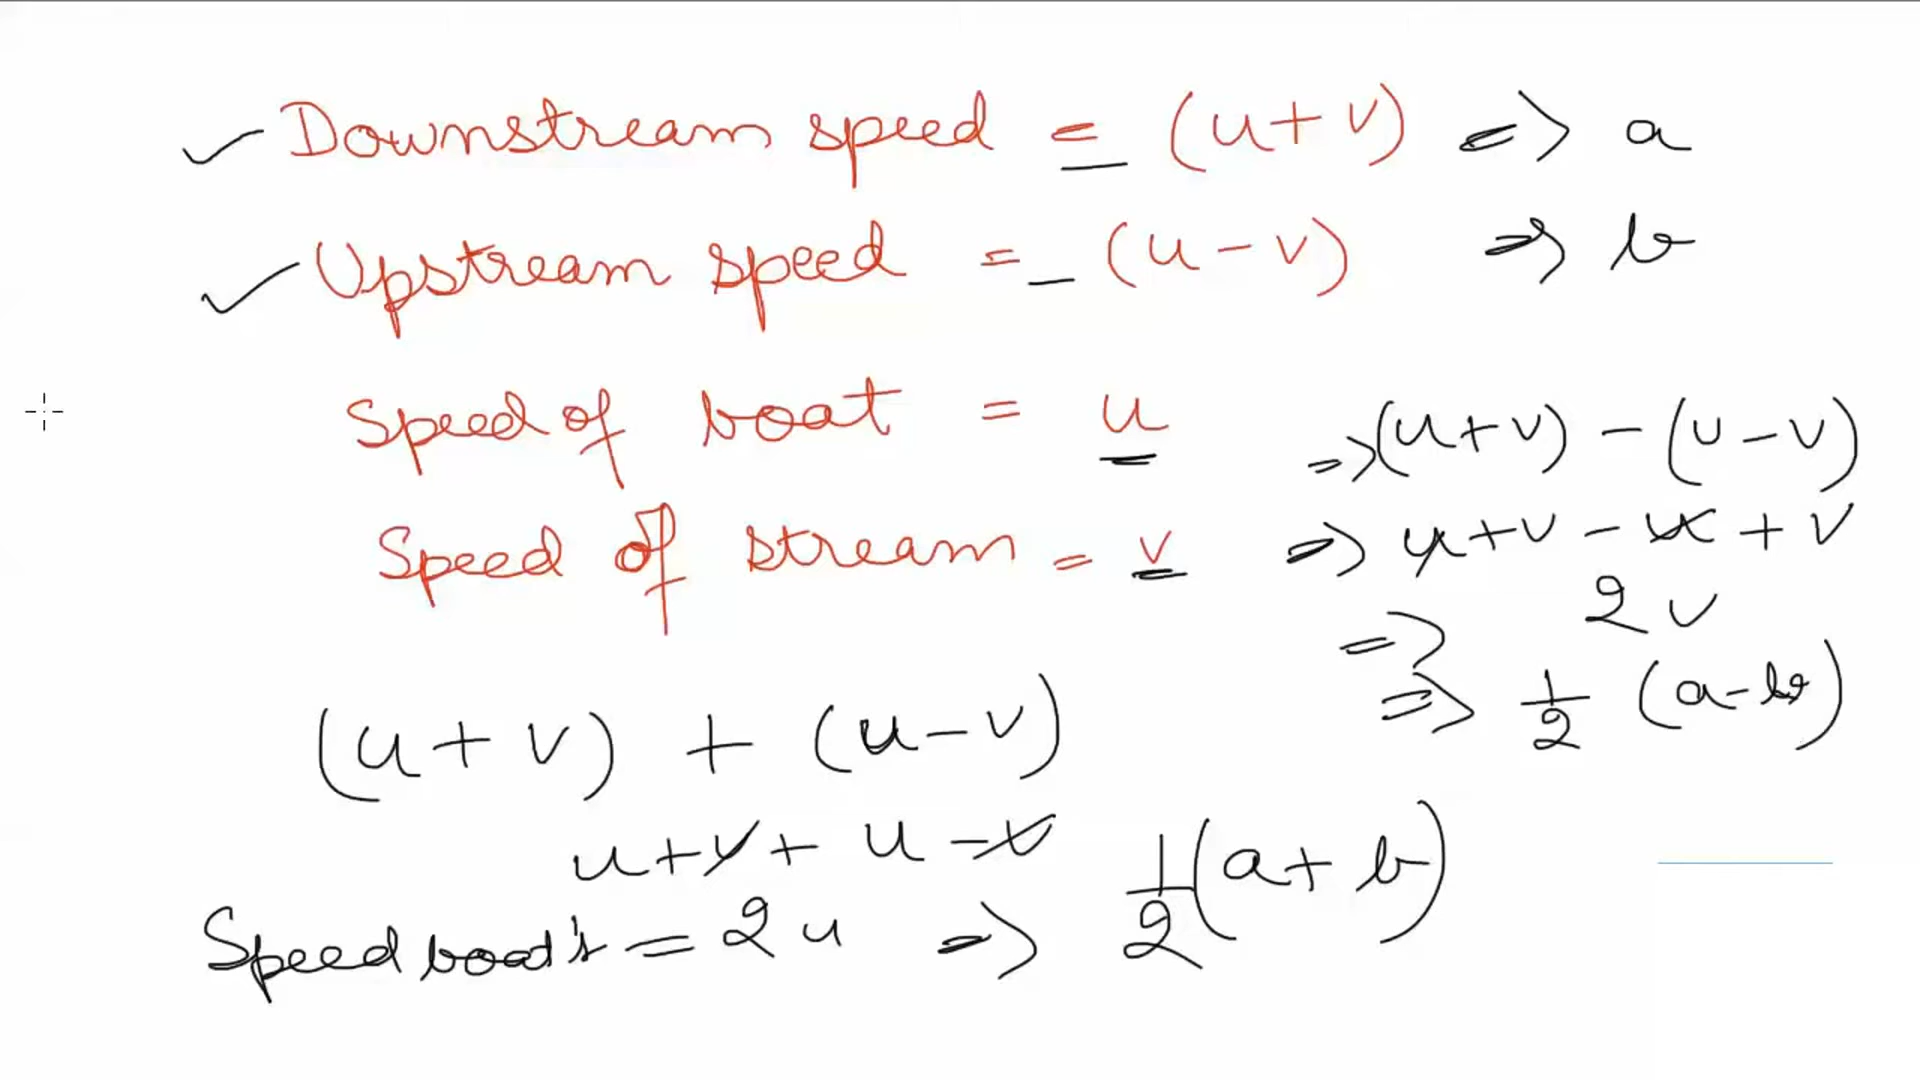 Downstream speed = (u+v) => a
Upstream speed = (u-v) => b
Speed of boat = u
=> (u+v) - (u-v)
Speed of stream = v
=> u+v - u + v
=> 2v
=> 1/2 (a-b)
(u+v) + (u-v)
u+v+ u -v
Speed boat's = 2u => 1/2 (a+b)